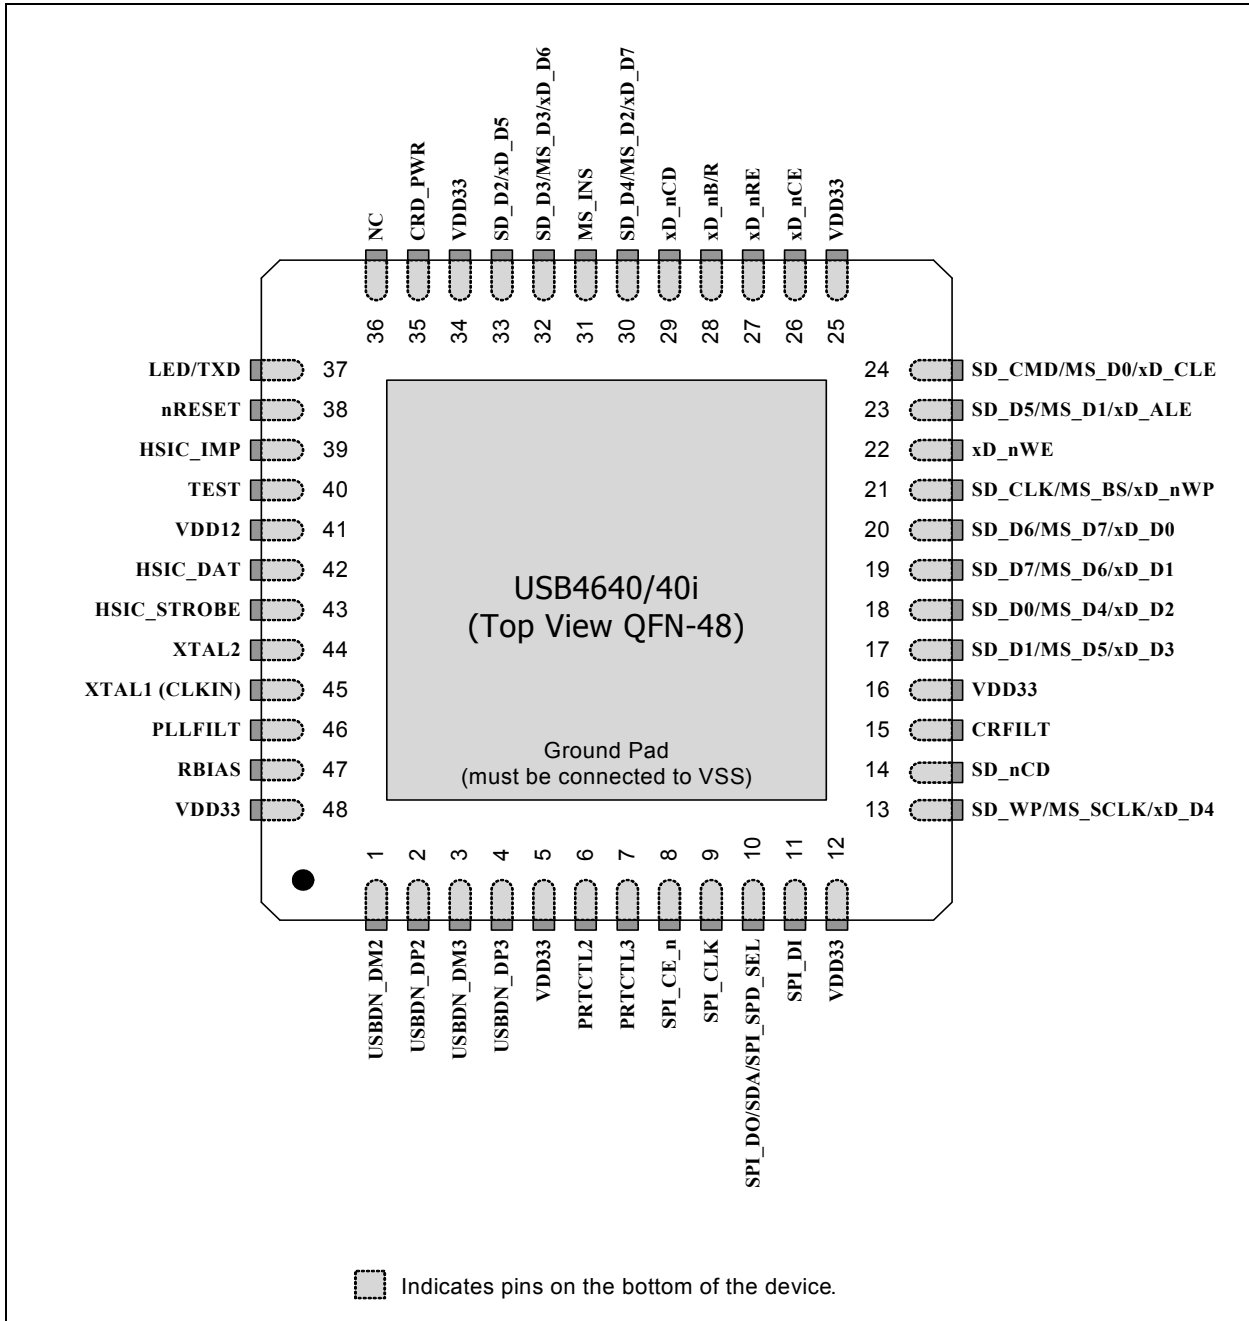 NC
CRD_PWR
VDD33
SD_D2/xD_D5
SD_D3/MS_D3/xD_D6
MS_INS
SD_D4/MS_D2/xD_D7
xD_nCD
xD_nB/R
xD_nRE
xD_nCE
VDD33
36
35
34
33
32
31
30
29
28
27
26
25
LED/TXD 37
nRESET 38
HSIC_IMP 39
TEST 40
VDD12 41
HSIC_DAT 42
HSIC_STROBE 43
XTAL2 44
XTAL1 (CLKIN) 45
PLLFILT 46
RBIAS 47
VDD33 48
USB4640/40i
(Top View QFN-48)
Ground Pad
(must be connected to VSS)
24 SD_CMD/MS_D0/xD_CLE
23 SD_D5/MS_D1/xD_ALE
22 xD_nWE
21 SD_CLK/MS_BS/xD_nWP
20 SD_D6/MS_D7/xD_D0
19 SD_D7/MS_D6/xD_D1
18 SD_D0/MS_D4/xD_D2
17 SD_D1/MS_D5/xD_D3
16 VDD33
15 CRFILT
14 SD_nCD
13 SD_WP/MS_SCLK/xD_D4
1
2
3
4
5
6
7
8
9
10
11
12
USBDN_DM2
USBDN_DP2
USBDN_DM3
USBDN_DP3
VDD33
PRTCTL2
PRTCTL3
SPI_CE_n
SPI_CLK
SPI_DO/SDA/SPI_SPD_SEL
SPI_DI
VDD33
Indicates pins on the bottom of the device.